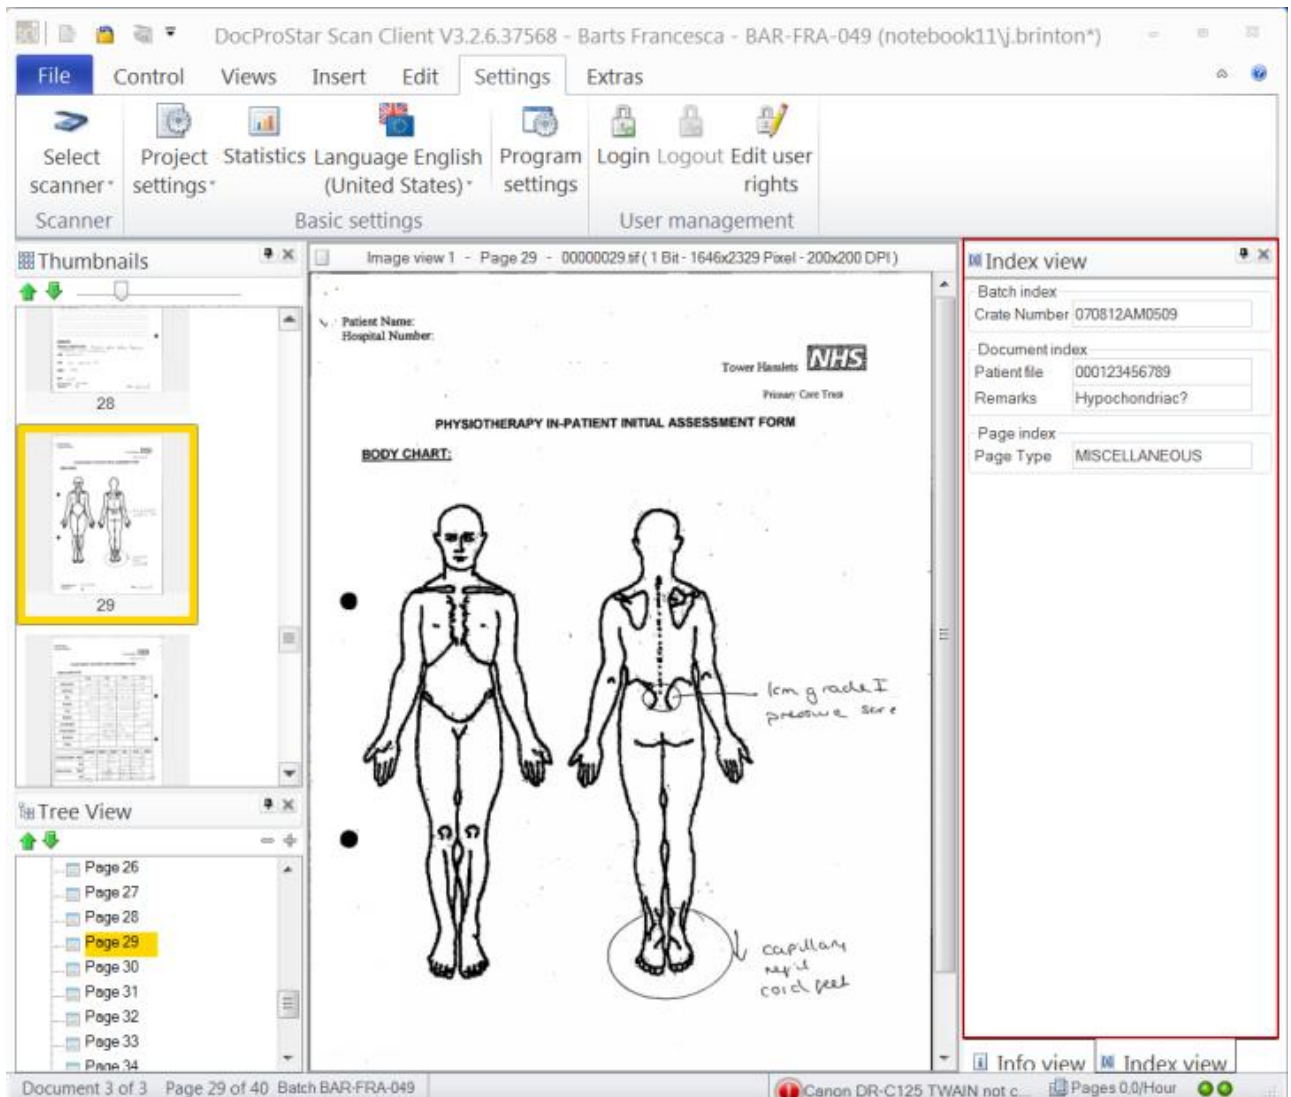 DocProStar Scan Client V3.2.6.37568 - Barts Francesca - BAR-FRA-049 (notebook11\j.brinton*)
File Control Views Insert Edit Settings Extras
Select scanner
Project settings
Statistics
Language English (United States)
Program settings
Login
Logout
Edit user rights
Scanner
Basic settings
User management
Thumbnails
28
29
Tree View
Page 26
Page 27
Page 28
Page 29
Page 30
Page 31
Page 32
Page 33
Page 34
Image view 1 - Page 29 - 00000029.tif ( 1 Bit - 1646x2329 Pixel - 200x200 DPI )
Patient Name:
Hospital Number:
Tower Hamlets NHS
Primary Care Trust
PHYSIOTHERAPY IN-PATIENT INITIAL ASSESSMENT FORM
BODY CHART:
1cm grade I
pressure sore
↓ capillary
cold feet
Index view
Batch index
Crate Number 070812AM0509
Document index
Patient file 000123456789
Remarks Hypochondriac?
Page index
Page Type MISCELLANEOUS
Info view Index view
Document 3 of 3 Page 29 of 40 Batch BAR-FRA-049
Canon DR-C125 TWAIN not c... Pages 0,0/Hour